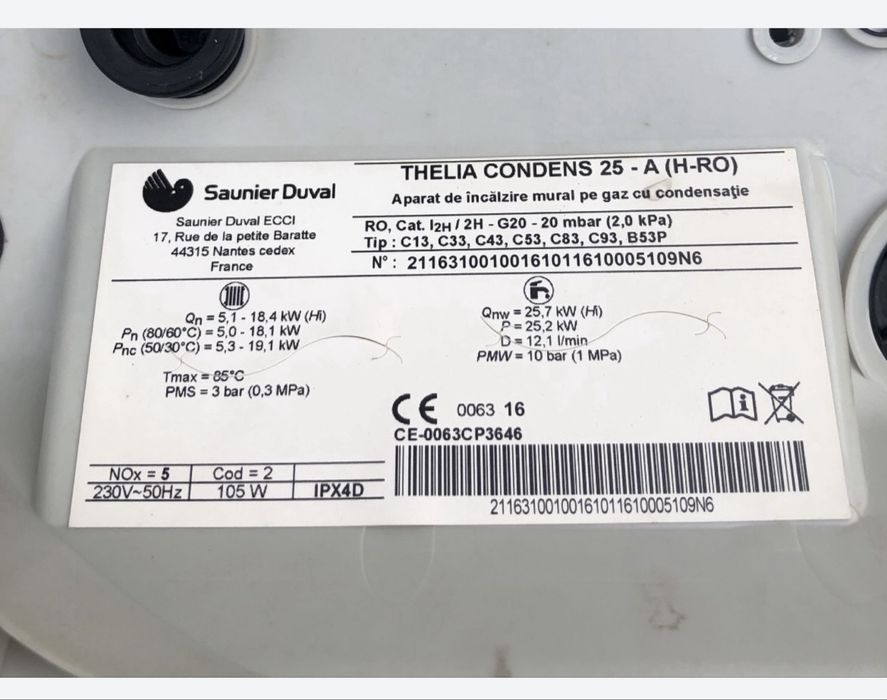 Saunier Duval
Saunier Duval ECCI
17, Rue de la petite Baratte
44315 Nantes cedex
France
THELIA CONDENS 25 - A (H-RO)
Aparat de încălzire mural pe gaz cu condensaţie
RO, Cat. I2H / 2H - G20 - 20 mbar (2,0 kPa)
Tip : C13, C33, C43, C53, C83, C93, B53P
N° : 21163100100161011610005109N6
Qn = 5,1 - 18,4 kW (Hi)
Pn (80/60°C) = 5,0 - 18,1 kW
Pnc (50/30°C) = 5,3 - 19,1 kW
Tmax = 85°C
PMS = 3 bar (0,3 MPa)
Qnw = 25,7 kW (Hi)
P = 25,2 kW
D = 12,1 l/min
PMW = 10 bar (1 MPa)
CE 0063 16
CE-0063CP3646
NOx = 5 Cod = 2
230V~50Hz 105 W IPX4D
21163100100161011610005109N6